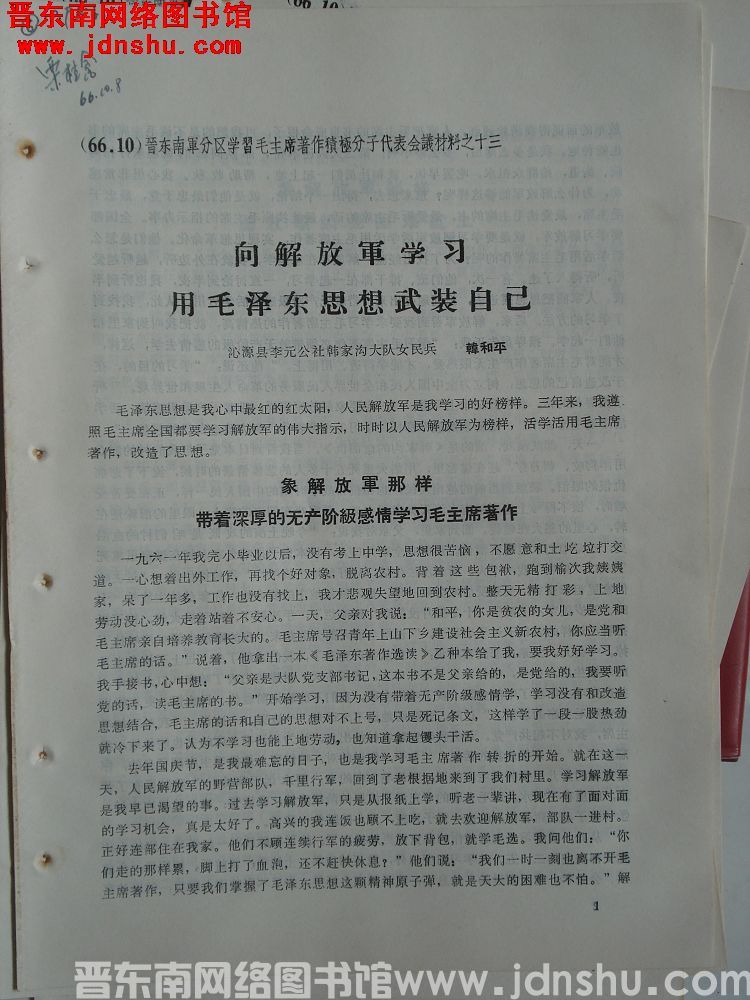 晋东南网络图书馆
www.jdnshu.com
66.10.8
(66.10)晉东南軍分区学習毛主席著作積極分子代表会議材料之十三
向解放軍学习
用毛泽东思想武装自己
沁源县李元公社韩家沟大队女民兵 韓和平
毛泽东思想是我心中最红的红太阳，人民解放军是我学习的好榜样。三年来，我遵
照毛主席全国都要学习解放军的伟大指示，时时以人民解放军为榜样，活学活用毛主席
著作，改造了思想。
象解放軍那样
带着深厚的无产阶級感情学习毛主席著作
一九六一年我完小毕业以后，没有考上中学，思想很苦恼，不愿意和土圪垃打交
道。一心想着出外工作，再找个好对象，脱离农村。背着这些包袱，跑到榆次我姨姨
家，呆了一年多，工作也没有找上，我才悲观失望地回到农村。整天无精打彩，上地
劳动没心劲，走着站着不安心。一天，父亲对我说：“和平，你是贫农的女儿，是党和
毛主席亲自培养教育长大的。毛主席号召青年上山下乡建设社会主义新农村，你应当听
毛主席的话。”说着，他拿出一本《毛泽东著作选读》乙种本给了我，要我好好学习。
我手接书，心中想：“父亲是大队党支部书记，这本书不是父亲给的，是党给的，我要听
党的话，读毛主席的书。”开始学习，因为没有带着无产阶级感情学，学习没有和改造
思想结合，毛主席的话和自己的思想对不上号，只是死记条文，这样学了一段一股热劲
就冷下来了。认为不学习也能上地劳动，也知道拿起镘头干活。
去年国庆节，是我最难忘的日子，也是我学习毛主席著作转折的开始。就在这一
天，人民解放军的野营部队，千里行军，回到了老根据地来到了我们村里。学习解放军
是我早已渴望的事。过去学习解放军，只是从报纸上学，听老一辈讲，现在有了面对面
的学习机会，真是太好了。高兴的我连饭也顾不上吃，就去欢迎解放军，部队一进村。
正好连部住在我家。他们不顾连续行军的疲劳，放下背包，就学毛选。我问他们：“你
们走的那样累，脚上打了血泡，还不赶快休息？”他们说：“我们一时一刻也离不开毛
主席著作，只要我们掌握了毛泽东思想这颗精神原子弹，就是天大的困难也不怕。”解
1
晋东南网络图书馆www.jdnshu.com